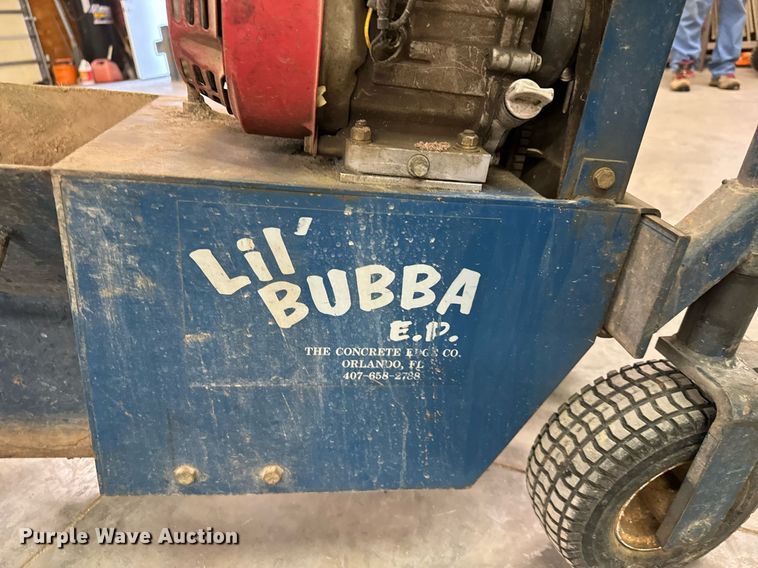 Lil'
BUBBA
E.P.
THE CONCRETE EDGE CO.
ORLANDO, FL
407-658-2788
Purple Wave Auction